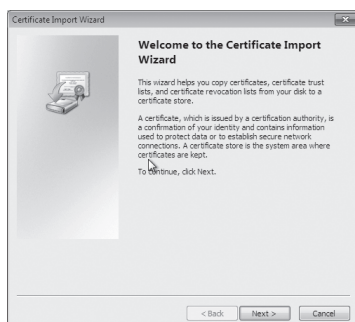 Certificate Import Wizard
Welcome to the Certificate Import
Wizard
This wizard helps you copy certificates, certificate trust
lists, and certificate revocation lists from your disk to a
certificate store.
A certificate, which is issued by a certification authority, is
a confirmation of your identity and contains information
used to protect data or to establish secure network
connections. A certificate store is the system area where
certificates are kept.
To continue, click Next.
< Back
Next >
Cancel